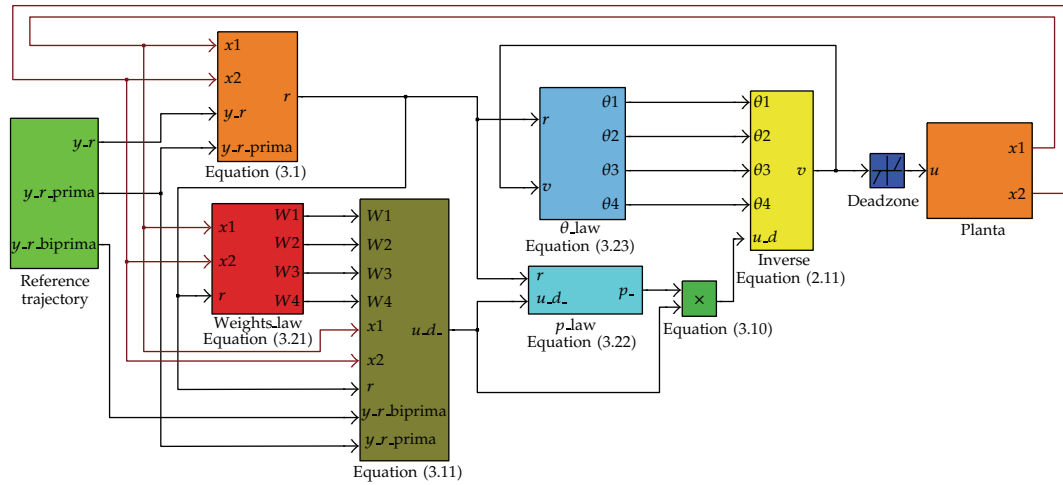 y_r
y_r_prima
y_r_biprima
Reference
trajectory
x1
x2
y_r
y_r_prima
r
Equation (3.1)
x1
x2
r
W1
W2
W3
W4
Weights_law
Equation (3.21)
W1
W2
W3
W4
x1
x2
r
y_r_biprima
y_r_prima
u_d_
Equation (3.11)
r
v
θ1
θ2
θ3
θ4
θ_law
Equation (3.23)
r
u_d_
p_
p_law
Equation (3.22)
×
Equation (3.10)
θ1
θ2
θ3
θ4
u_d
v
Inverse
Equation (2.11)
Deadzone
u
x1
x2
Planta